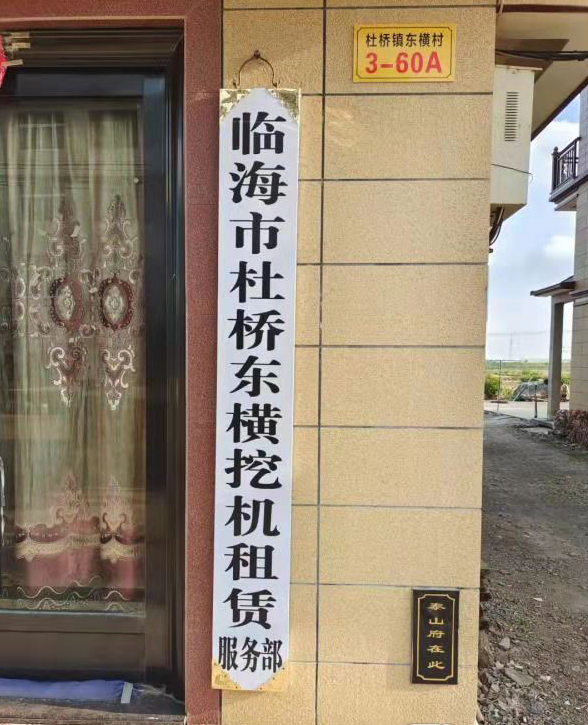 杜桥镇东横村
3-60A
临海市杜桥东横挖机租赁
服务部
泰山府在此